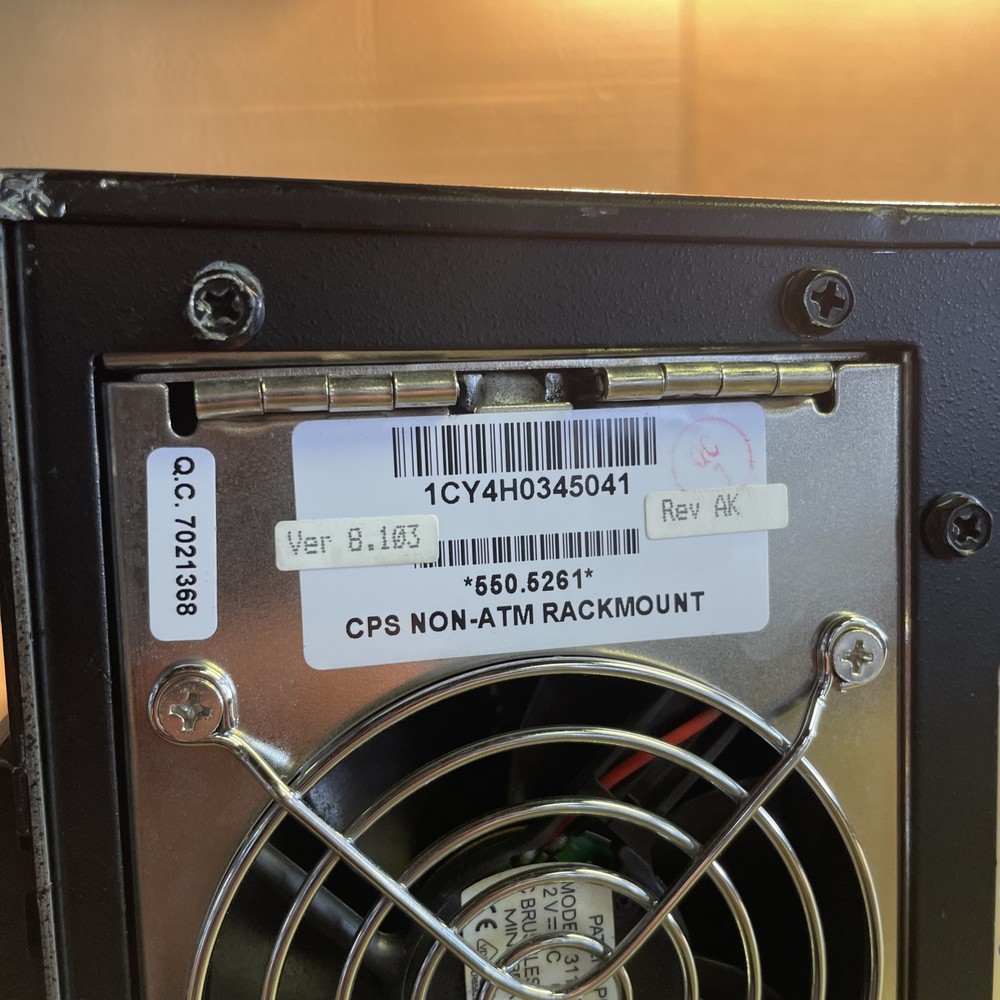 1CY4H0345041
Rev AK
Ver 8.103
*550.5261*
CPS NON-ATM RACKMOUNT
Q.C. 7021368